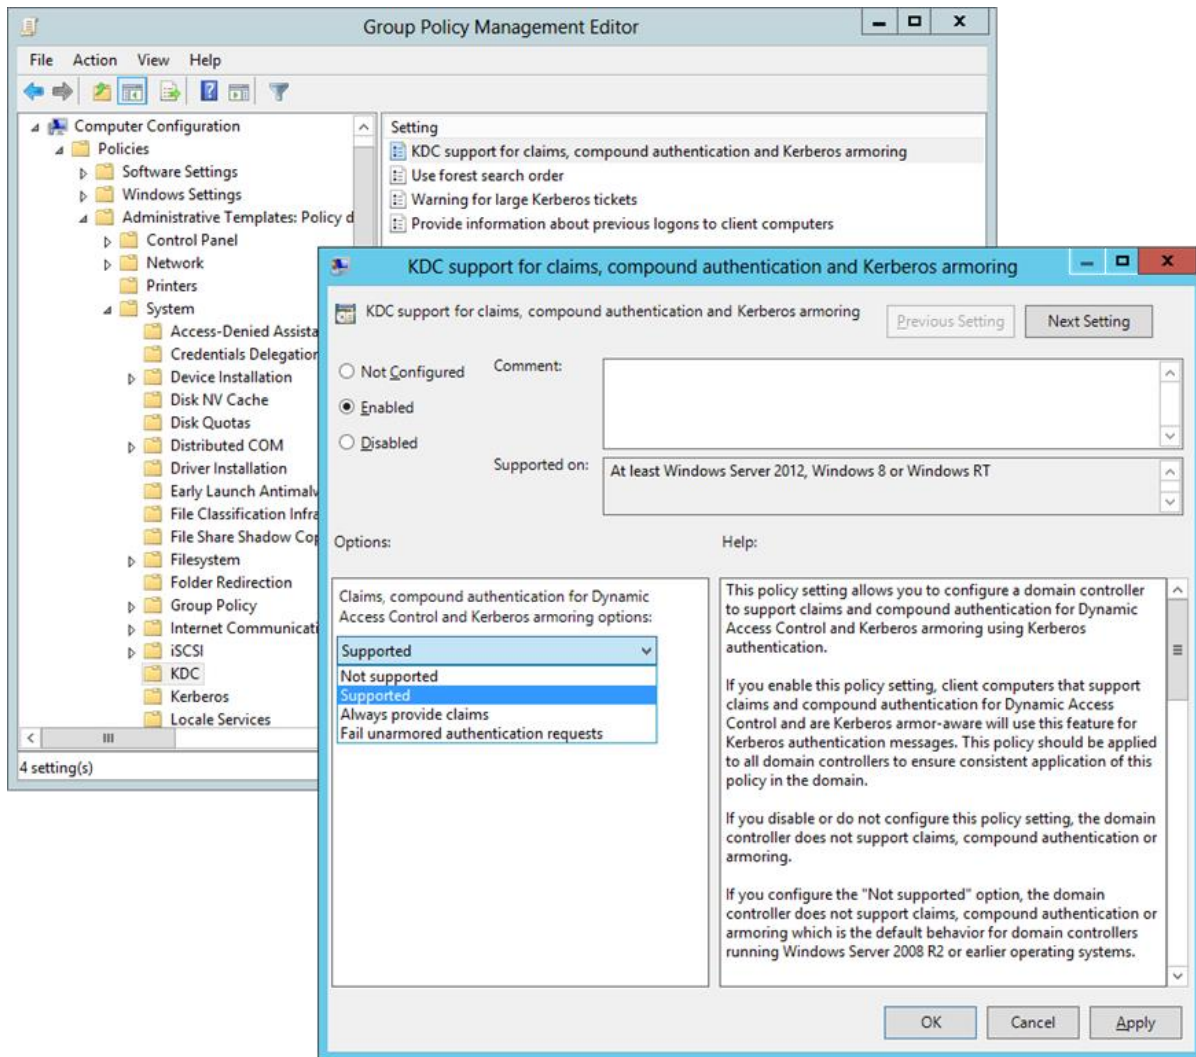 Group Policy Management Editor
File Action View Help
Computer Configuration
Policies
Software Settings
Windows Settings
Administrative Templates: Policy d
Control Panel
Network
Printers
System
Access-Denied Assista
Credentials Delegation
Device Installation
Disk NV Cache
Disk Quotas
Distributed COM
Driver Installation
Early Launch Antimalw
File Classification Infra
File Share Shadow Cop
Filesystem
Folder Redirection
Group Policy
Internet Communicati
iSCSI
KDC
Kerberos
Locale Services
4 setting(s)
Setting
KDC support for claims, compound authentication and Kerberos armoring
Use forest search order
Warning for large Kerberos tickets
Provide information about previous logons to client computers
KDC support for claims, compound authentication and Kerberos armoring
KDC support for claims, compound authentication and Kerberos armoring
Previous Setting
Next Setting
Not Configured
Enabled
Disabled
Comment:
Supported on:
At least Windows Server 2012, Windows 8 or Windows RT
Options:
Help:
Claims, compound authentication for Dynamic
Access Control and Kerberos armoring options:
Supported
Not supported
Supported
Always provide claims
Fail unarmored authentication requests
This policy setting allows you to configure a domain controller
to support claims and compound authentication for Dynamic
Access Control and Kerberos armoring using Kerberos
authentication.
If you enable this policy setting, client computers that support
claims and compound authentication for Dynamic Access
Control and are Kerberos armor-aware will use this feature for
Kerberos authentication messages. This policy should be applied
to all domain controllers to ensure consistent application of this
policy in the domain.
If you disable or do not configure this policy setting, the domain
controller does not support claims, compound authentication or
armoring.
If you configure the "Not supported" option, the domain
controller does not support claims, compound authentication or
armoring which is the default behavior for domain controllers
running Windows Server 2008 R2 or earlier operating systems.
OK
Cancel
Apply